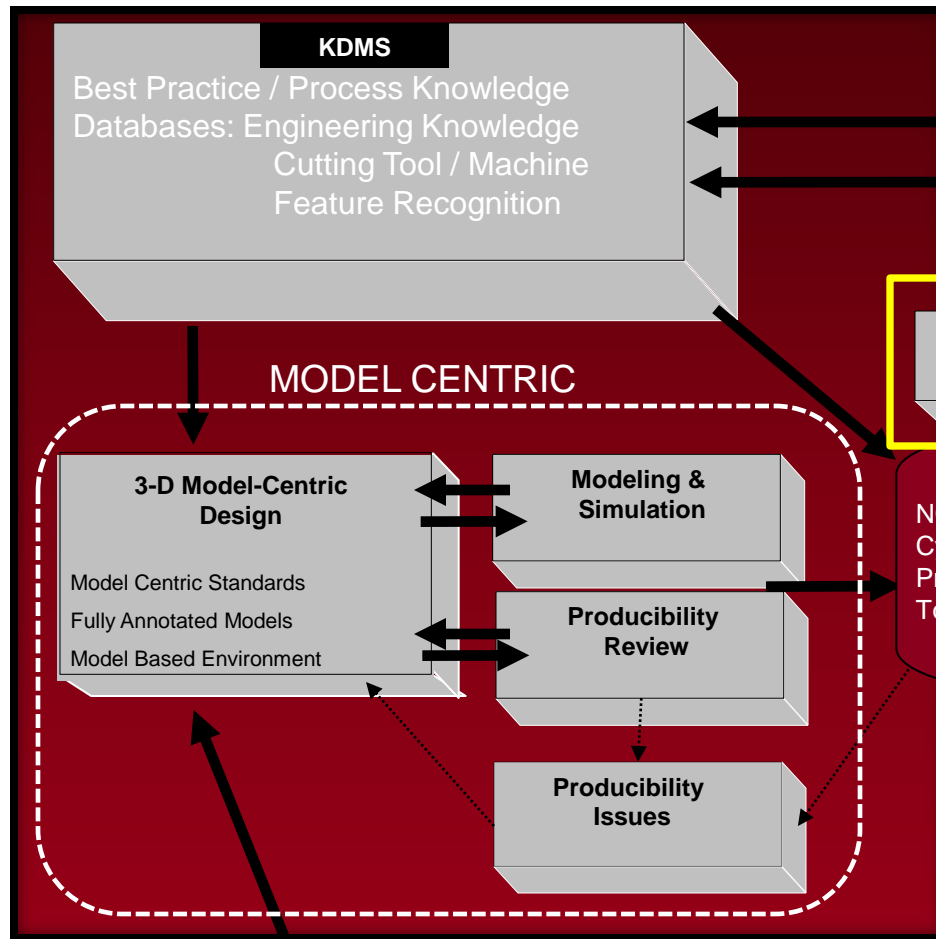 KDMS
Best Practice / Process Knowledge
Databases: Engineering Knowledge
Cutting Tool / Machine
Feature Recognition
MODEL CENTRIC
3-D Model-Centric
Design
Model Centric Standards
Fully Annotated Models
Model Based Environment
Modeling &
Simulation
Producibility
Review
Producibility
Issues